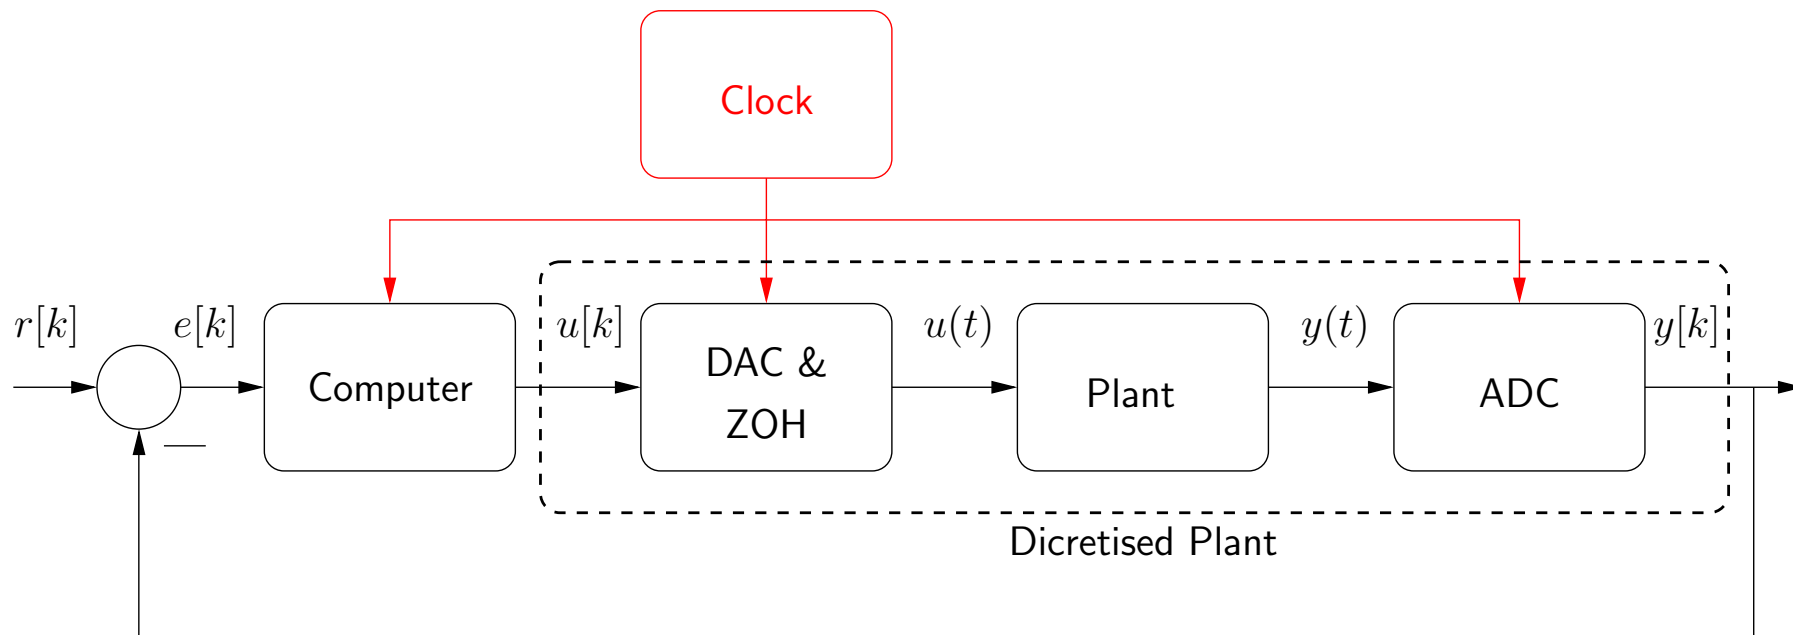 Clock
r[k]
e[k]
Computer
u[k]
DAC &
ZOH
u(t)
Plant
y(t)
ADC
y[k]
—
Dicretised Plant